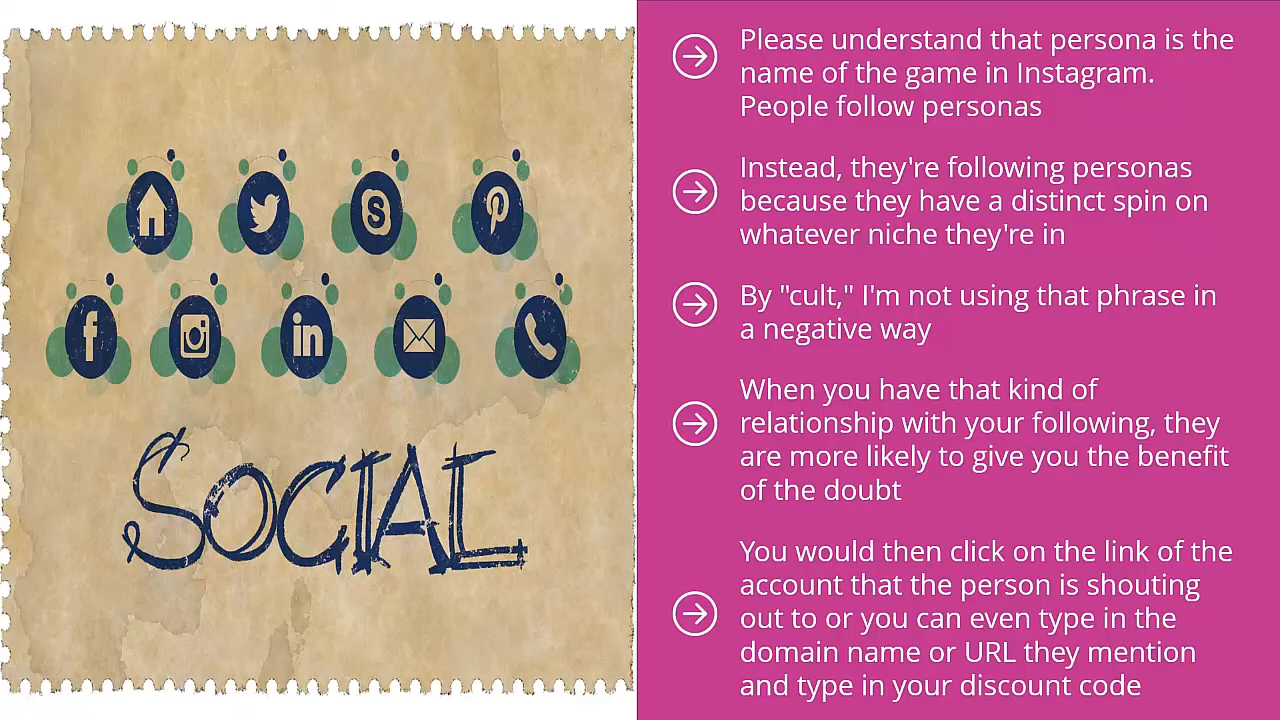 SOCIAL
Please understand that persona is the
name of the game in Instagram.
People follow personas
Instead, they're following personas
because they have a distinct spin on
whatever niche they're in
By "cult," I'm not using that phrase in
a negative way
When you have that kind of
relationship with your following, they
are more likely to give you the benefit
of the doubt
You would then click on the link of the
account that the person is shouting
out to or you can even type in the
domain name or URL they mention
and type in your discount code